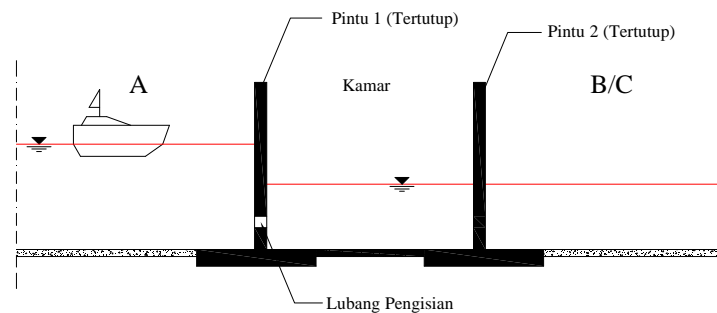 Pintu 1 (Tertutup)
Pintu 2 (Tertutup)
A
Kamar
B/C
Lubang Pengisian